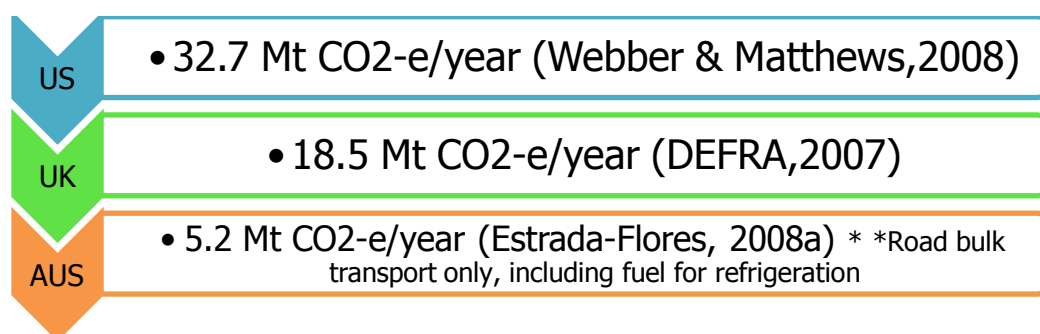 US
• 32.7 Mt CO2-e/year (Webber & Matthews,2008)
UK
• 18.5 Mt CO2-e/year (DEFRA,2007)
AUS
• 5.2 Mt CO2-e/year (Estrada-Flores, 2008a) * *Road bulk
transport only, including fuel for refrigeration